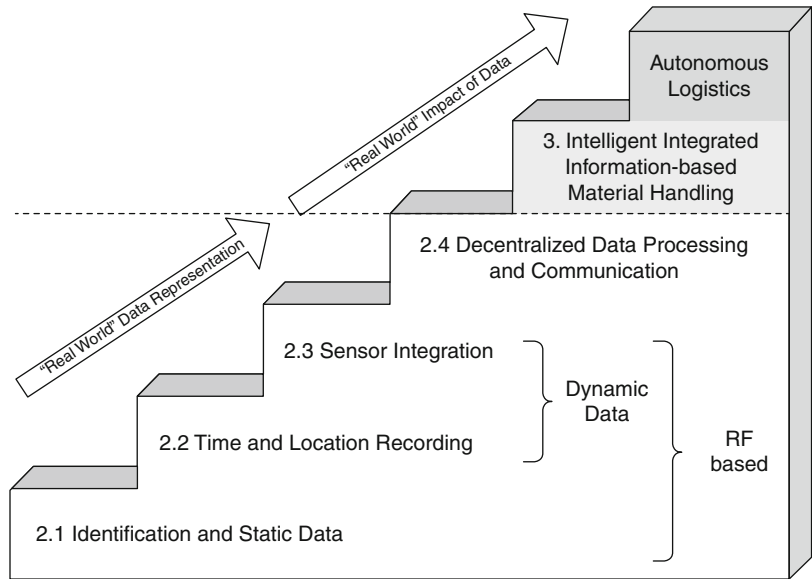 "Real World" Impact of Data
Autonomous
Logistics
3. Intelligent Integrated
Information-based
Material Handling
"Real World" Data Representation
2.4 Decentralized Data Processing
and Communication
2.3 Sensor Integration
Dynamic
Data
2.2 Time and Location Recording
RF
based
2.1 Identification and Static Data